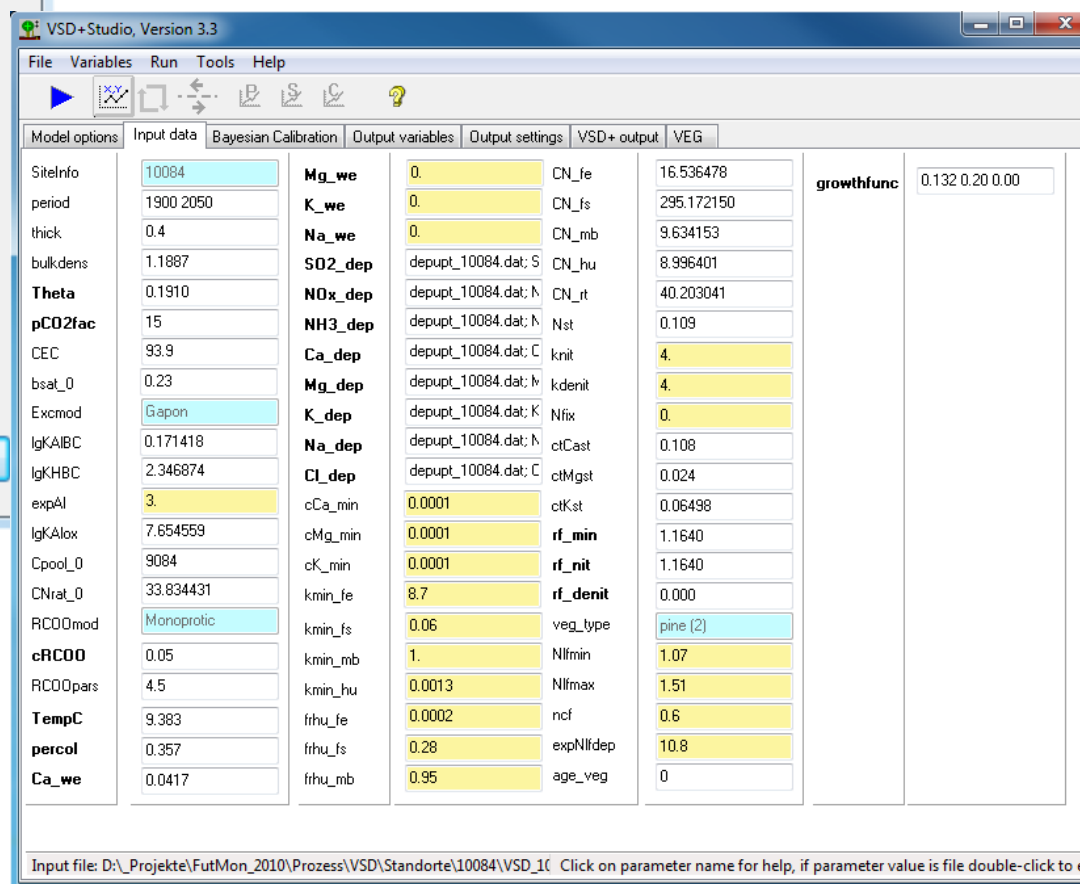 VSD+Studio, Version 3.3
File Variables Run Tools Help
X,Y P S C ?
Model options Input data Bayesian Calibration Output variables Output settings VSD+ output VEG
SiteInfo 10084 Mg_we 0. CN_fe 16.536478 growthfunc 0.132 0.20 0.00
period 1900 2050 K_we 0. CN_fs 295.172150
thick 0.4 Na_we 0. CN_mb 9.634153
bulkdens 1.1887 SO2_dep depupt_10084.dat; S CN_hu 8.996401
Theta 0.1910 NOx_dep depupt_10084.dat; N CN_rt 40.203041
pCO2fac 15 NH3_dep depupt_10084.dat; N Nst 0.109
CEC 93.9 Ca_dep depupt_10084.dat; C knit 4.
bsat_0 0.23 Mg_dep depupt_10084.dat; M kdenit 4.
Excmod Gapon K_dep depupt_10084.dat; K Nfix 0.
lgKAlBC 0.171418 Na_dep depupt_10084.dat; N ctCast 0.108
lgKHBC 2.346874 Cl_dep depupt_10084.dat; C ctMgst 0.024
expAl 3. cCa_min 0.0001 ctKst 0.06498
lgKAlox 7.654559 cMg_min 0.0001 rf_min 1.1640
Cpool_0 9084 cK_min 0.0001 rf_nit 1.1640
CNrat_0 33.834431 kmin_fe 8.7 rf_denit 0.000
RCOOmod Monoprotic kmin_fs 0.06 veg_type pine (2)
cRCOO 0.05 kmin_mb 1. Nlfmin 1.07
RCOOpars 4.5 kmin_hu 0.0013 Nlfmax 1.51
TempC 9.383 frhu_fe 0.0002 ncf 0.6
percol 0.357 frhu_fs 0.28 expNlfdep 10.8
Ca_we 0.0417 frhu_mb 0.95 age_veg 0
Input file: D:\_Projekte\FutMon_2010\Prozess\VSD\Standorte\10084\VSD_10 Click on parameter name for help, if parameter value is file double-click to e